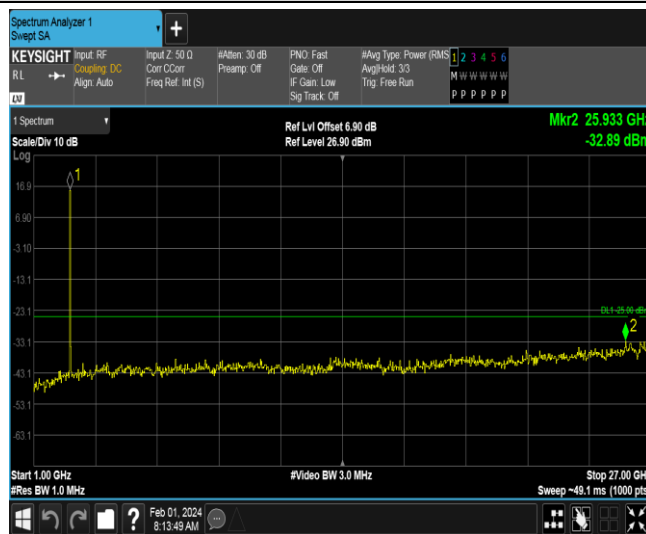 Spectrum Analyzer 1
Swept SA
+
KEYSIGHT Input: RF Input Z: 50 Ω #Atten: 30 dB PNO: Fast #Avg Type: Power (RMS 1 2 3 4 5 6
RL Coupling: DC Corr CCorr Preamp: Off Gate: Off Avg|Hold: 3/3 M W W W W W
Align: Auto Freq Ref: Int (S) IF Gain: Low Trig: Free Run
LXI Sig Track: Off P P P P P P
1 Spectrum Ref Lvl Offset 6.90 dB Mkr2 25.933 GHz
Scale/Div 10 dB Ref Level 26.90 dBm -32.89 dBm
Log
1
16.9
6.90
-3.10
-13.1
-23.1 DL1 -25.00 dBm
2
-33.1
-43.1
-53.1
-63.1
Start 1.00 GHz #Video BW 3.0 MHz Stop 27.00 GHz
#Res BW 1.0 MHz Sweep ~49.1 ms (1000 pts
? Feb 01, 2024
8:13:49 AM